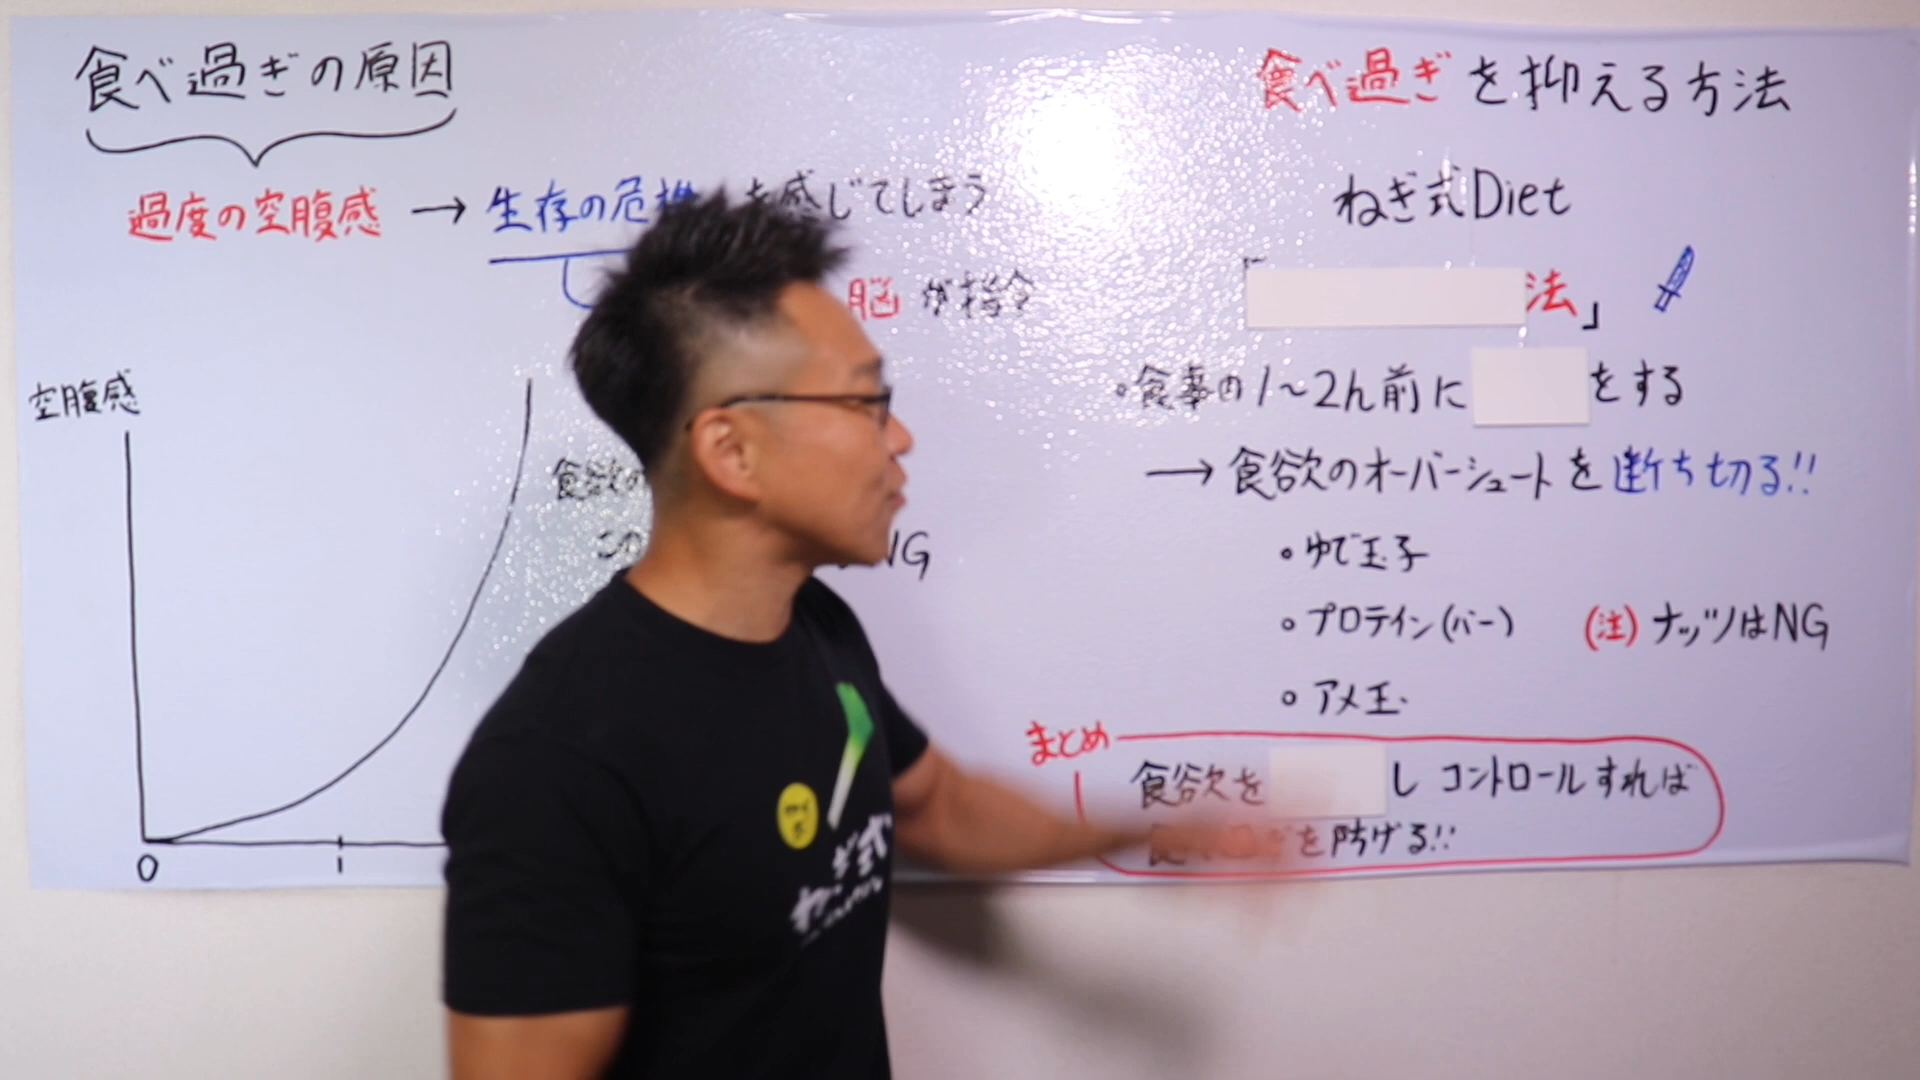 食べ過ぎの原因
過度の空腹感 → 生存の危機 を感じてしまう
脳 が指令
空腹感
食欲の
この
NG
0 1
食べ過ぎを抑える方法
ねぎ式Diet
「 法」
・食事の1〜2h前に をする
→ 食欲のオーバーシュートを断ち切る!!
・ゆで玉子
・プロテイン(バー) (注)ナッツはNG
・アメ玉
まとめ
食欲を し コントロールすれば
を防げる!!
ねぎ式